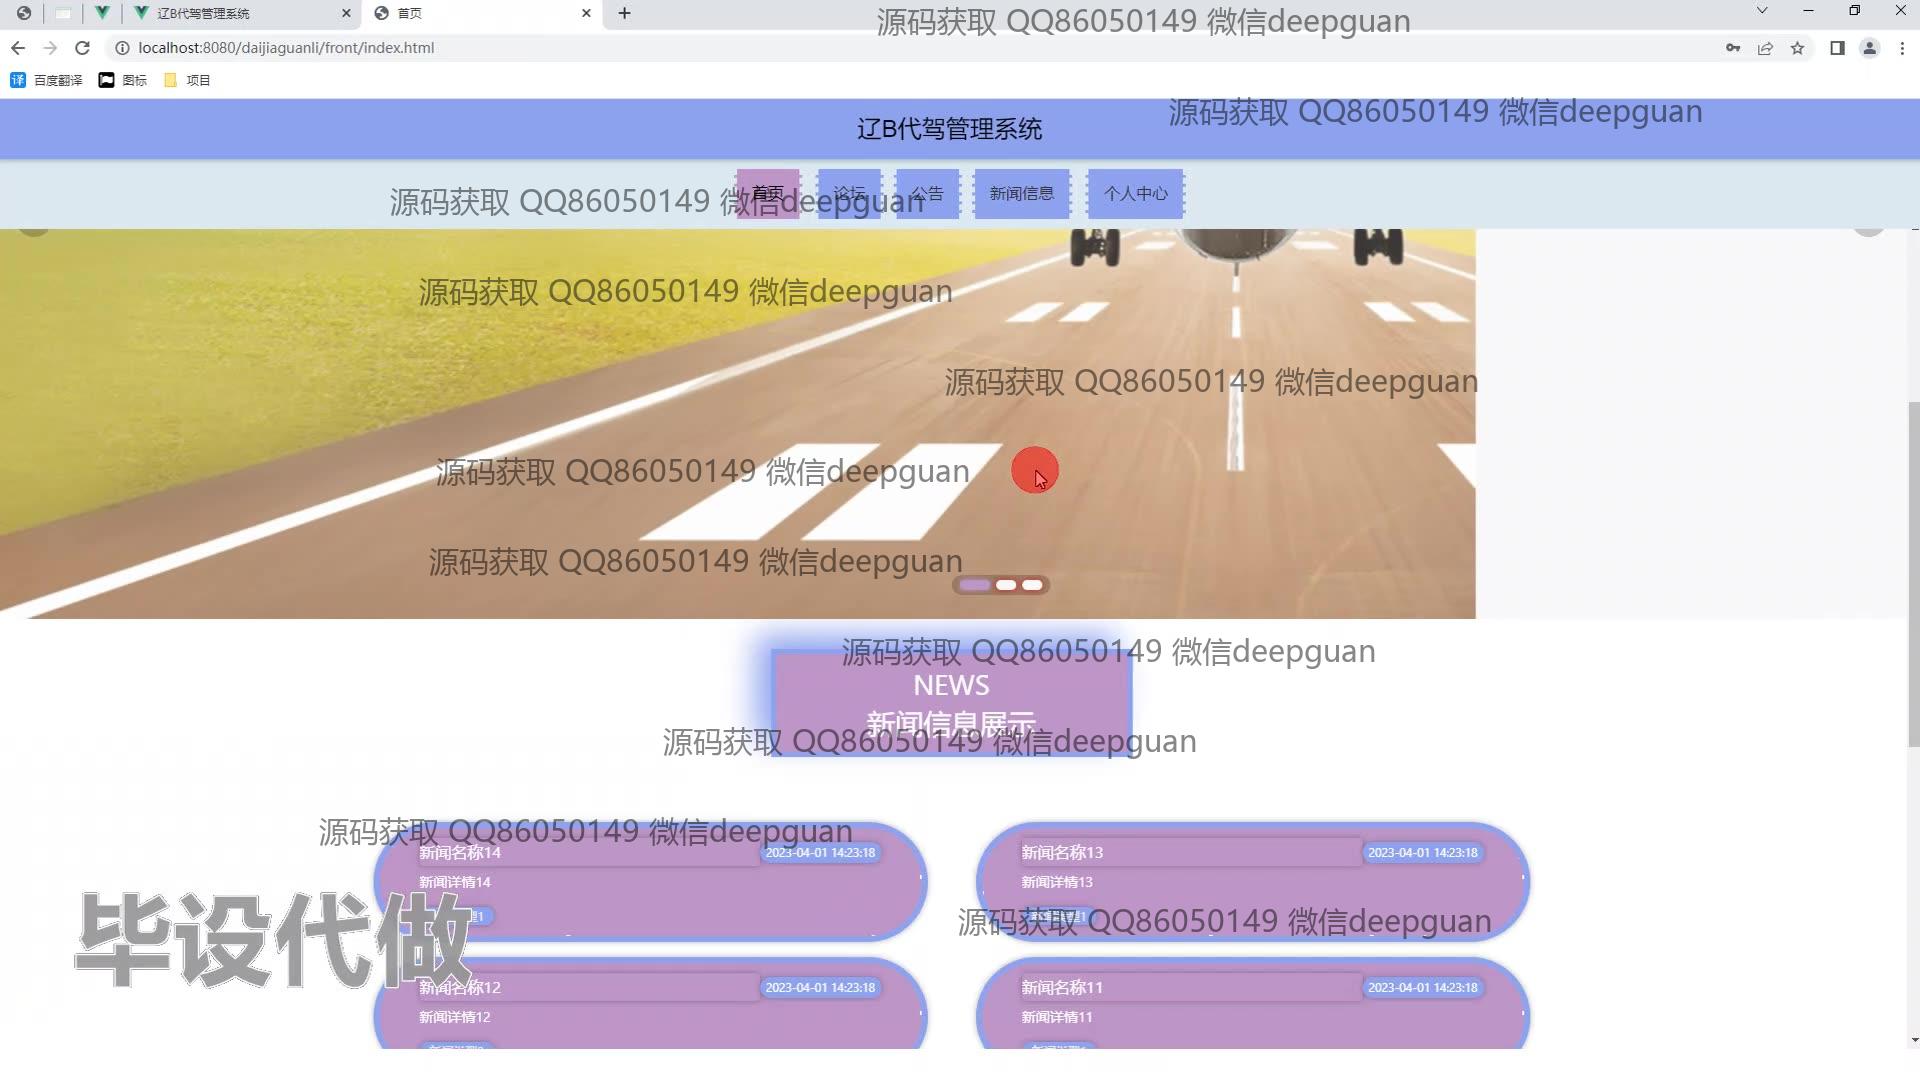 辽B代驾管理系统
首页
源码获取 QQ86050149 微信deepguan
localhost:8080/daijiaguanli/front/index.html
百度翻译
图标
项目
源码获取 QQ86050149 微信deepguan
辽B代驾管理系统
首页
论坛
公告
新闻信息
个人中心
源码获取 QQ86050149 微信deepguan
源码获取 QQ86050149 微信deepguan
源码获取 QQ86050149 微信deepguan
源码获取 QQ86050149 微信deepguan
源码获取 QQ86050149 微信deepguan
源码获取 QQ86050149 微信deepguan
NEWS
新闻信息展示
源码获取 QQ86050149 微信deepguan
源码获取 QQ86050149 微信deepguan
新闻名称14
2023-04-01 14:23:18
新闻详情14
新闻名称13
2023-04-01 14:23:18
新闻详情13
源码获取 QQ86050149 微信deepguan
毕设代做
新闻名称12
2023-04-01 14:23:18
新闻详情12
新闻名称11
2023-04-01 14:23:18
新闻详情11